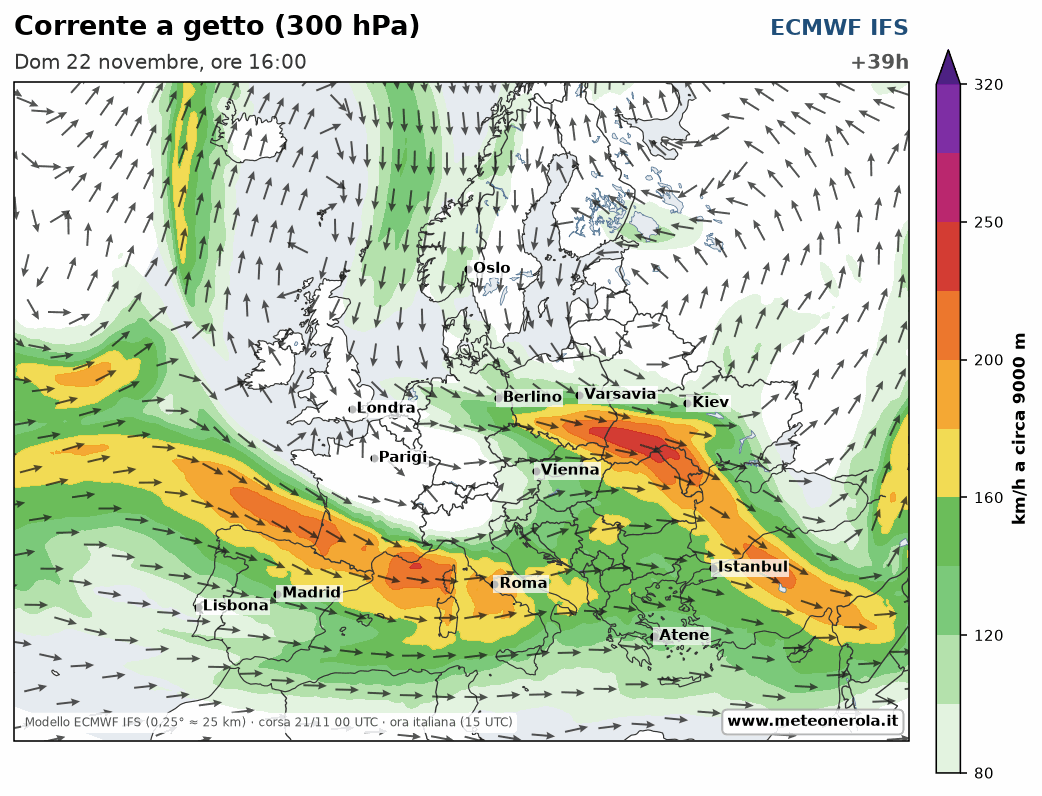 Corrente a getto (300 hPa)
ECMWF IFS
Dom 22 novembre, ore 16:00
+39h
320
250
200
160
120
80
km/h a circa 9000 m
Oslo
Berlino
Varsavia
Kiev
Londra
Parigi
Vienna
Istanbul
Roma
Madrid
Lisbona
Atene
Modello ECMWF IFS (0,25° ≈ 25 km) · corsa 21/11 00 UTC · ora italiana (15 UTC)
www.meteonerola.it